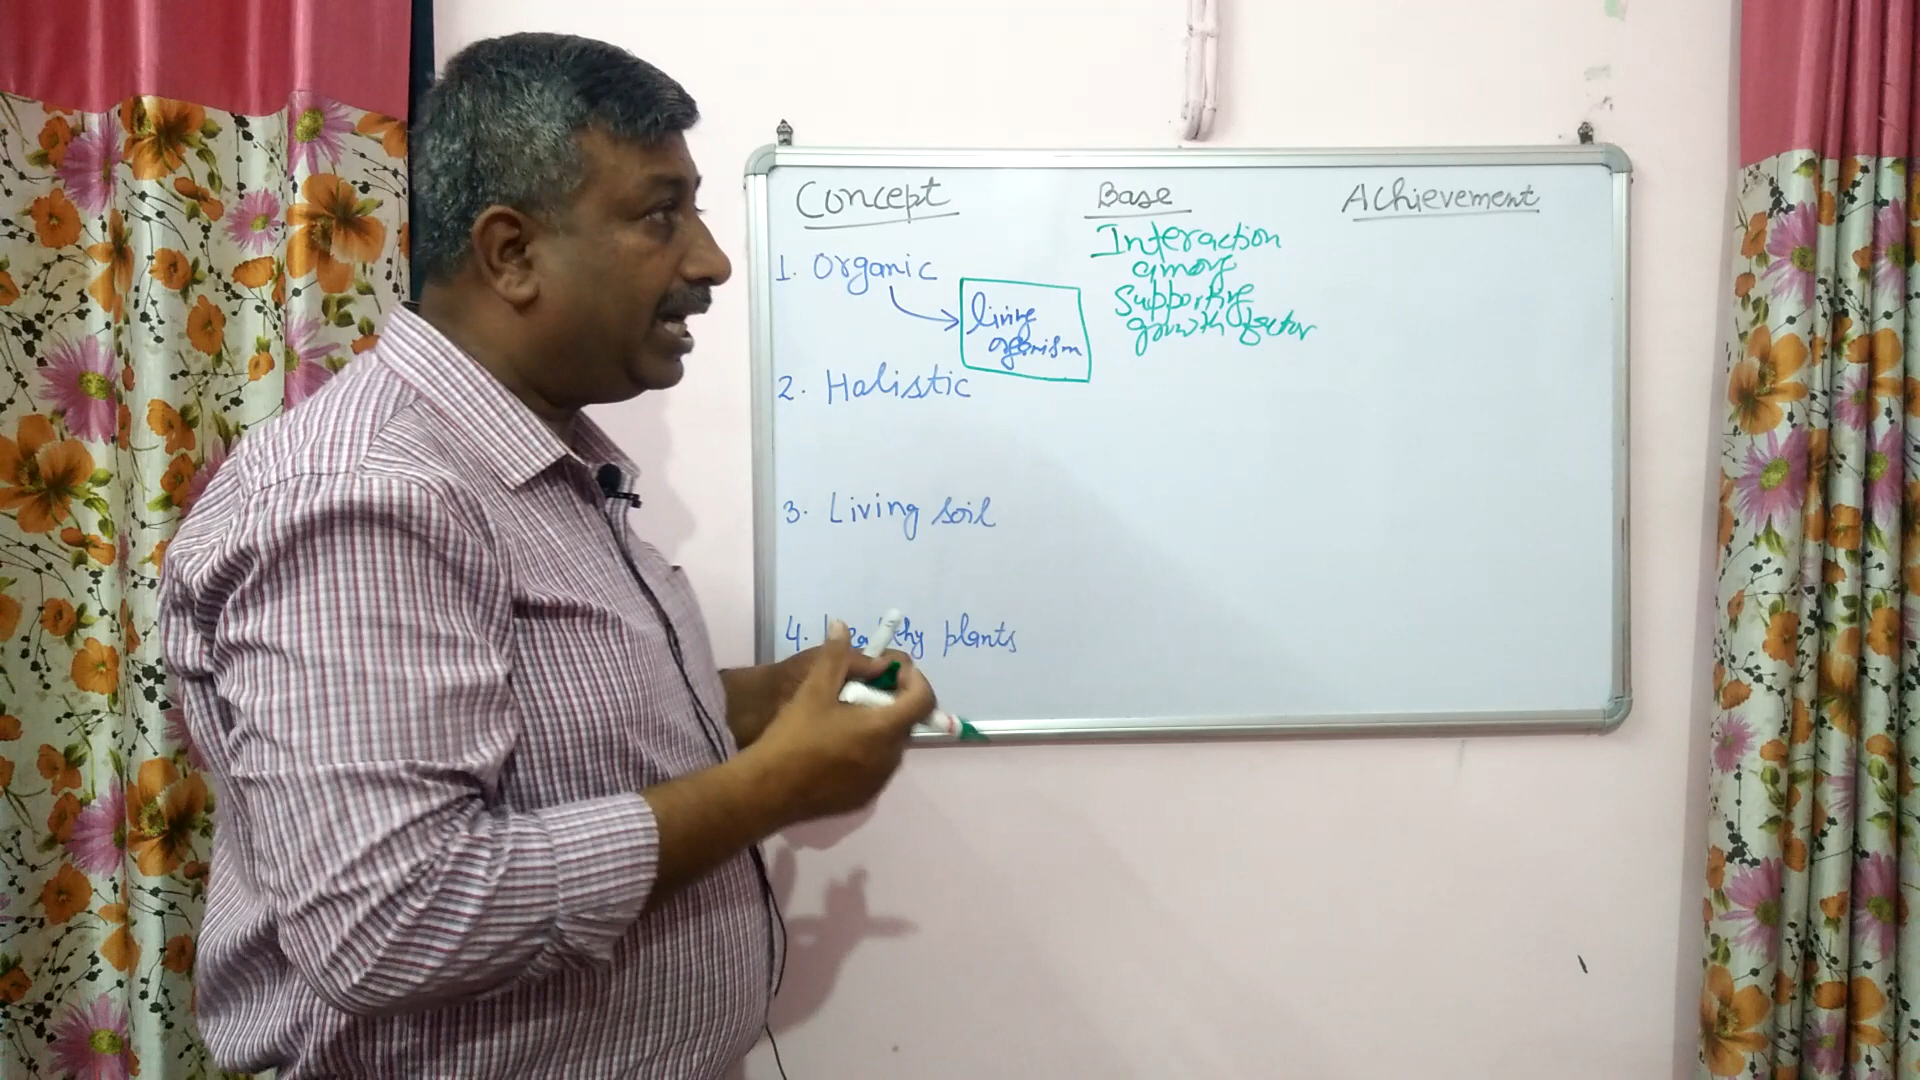 Concept Base Achievement
1. Organic
living
organism
Interaction
among
Supportive
growth factor
2. Holistic
3. Living soil
4. Healthy plants